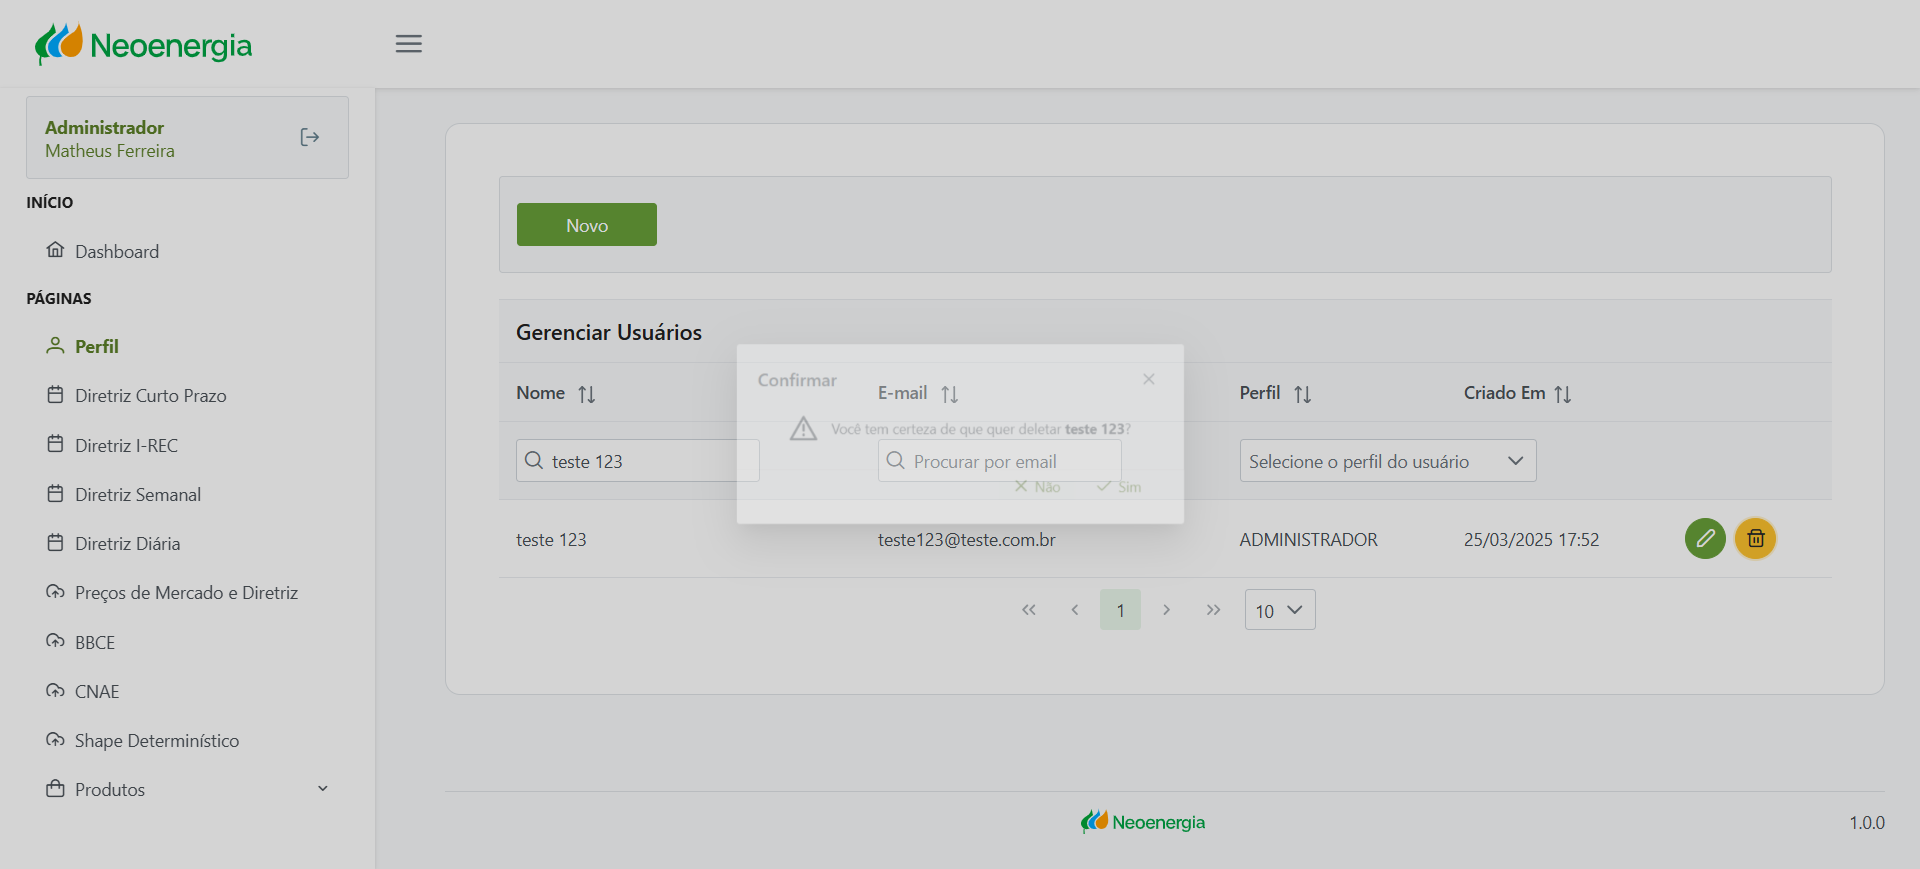 Neoenergia
Administrador
Matheus Ferreira
INÍCIO
Dashboard
PÁGINAS
Perfil
Diretriz Curto Prazo
Diretriz I-REC
Diretriz Semanal
Diretriz Diária
Preços de Mercado e Diretriz
BBCE
CNAE
Shape Determinístico
Produtos
Novo
Gerenciar Usuários
Nome E-mail Perfil Criado Em
teste 123 Procurar por email Selecione o perfil do usuário
teste 123 teste123@teste.com.br ADMINISTRADOR 25/03/2025 17:52
1 10
Confirmar
Você tem certeza de que quer deletar teste 123?
Não Sim
Neoenergia
1.0.0